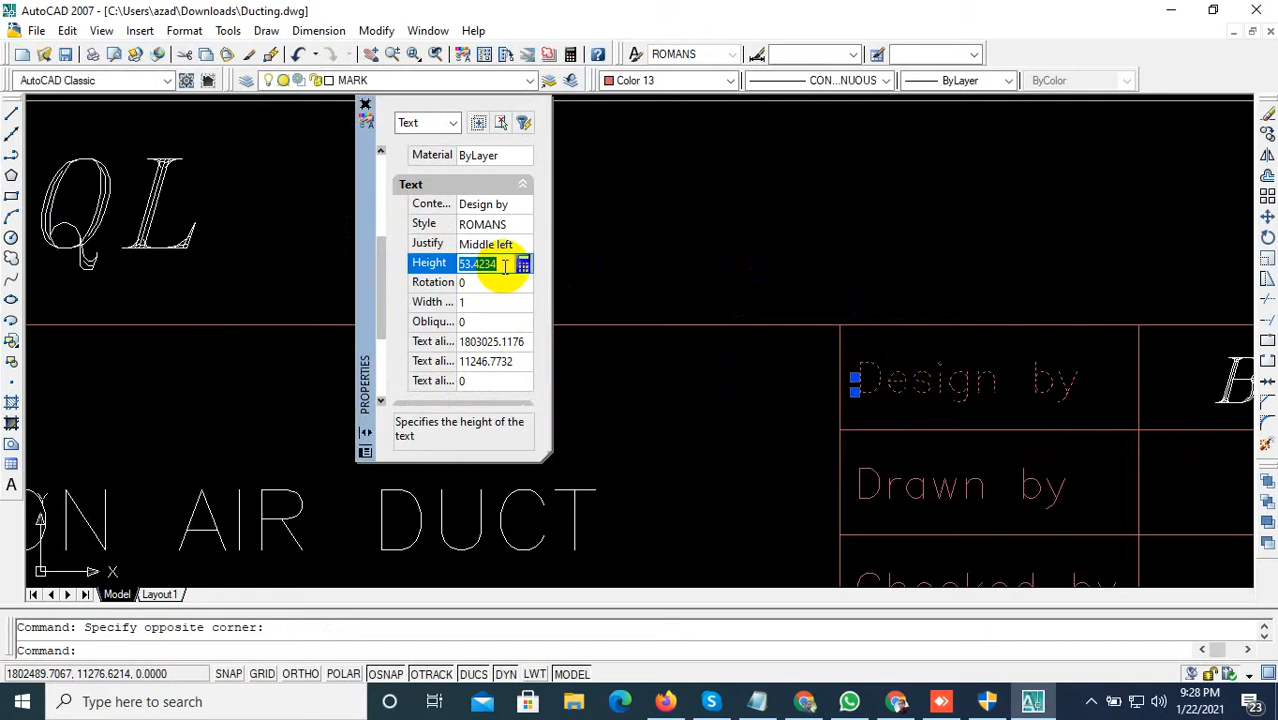 AutoCAD 2007 - [C:\Users\azad\Downloads\Ducting.dwg]
File Edit View Insert Format Tools Draw Dimension Modify Window Help
ROMANS
AutoCAD Classic MARK Color 13 CON...NUOUS ByLayer ByColor
Text
Material ByLayer
Text
Conte... Design by
Style ROMANS
Justify Middle left
Height 53.4234
Rotation 0
Width ... 1
Obliqu... 0
Text ali... 1803025.1176
Text ali... 11246.7732
Text ali... 0
Specifies the height of the
text
PROPERTIES
QL
ON AIR DUCT
Design by
Drawn by
Checked by
X
Model Layout1
Command: Specify opposite corner:
Command:
1802489.7067, 11276.6214, 0.0000 SNAP GRID ORTHO POLAR OSNAP OTRACK DUCS DYN LWT MODEL
Type here to search
9:28 PM
1/22/2021
23